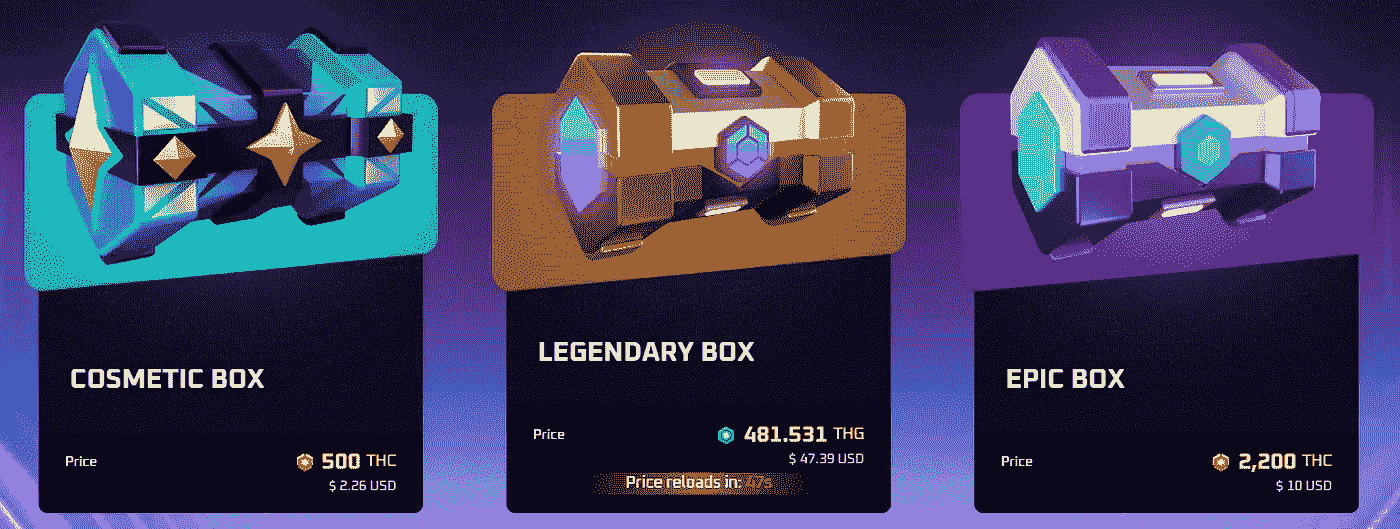 COSMETIC BOX
Price
500 THC
$ 2.26 USD
LEGENDARY BOX
Price
481.531 THG
$ 47.39 USD
Price reloads in: 47s
EPIC BOX
Price
2,200 THC
$ 10 USD